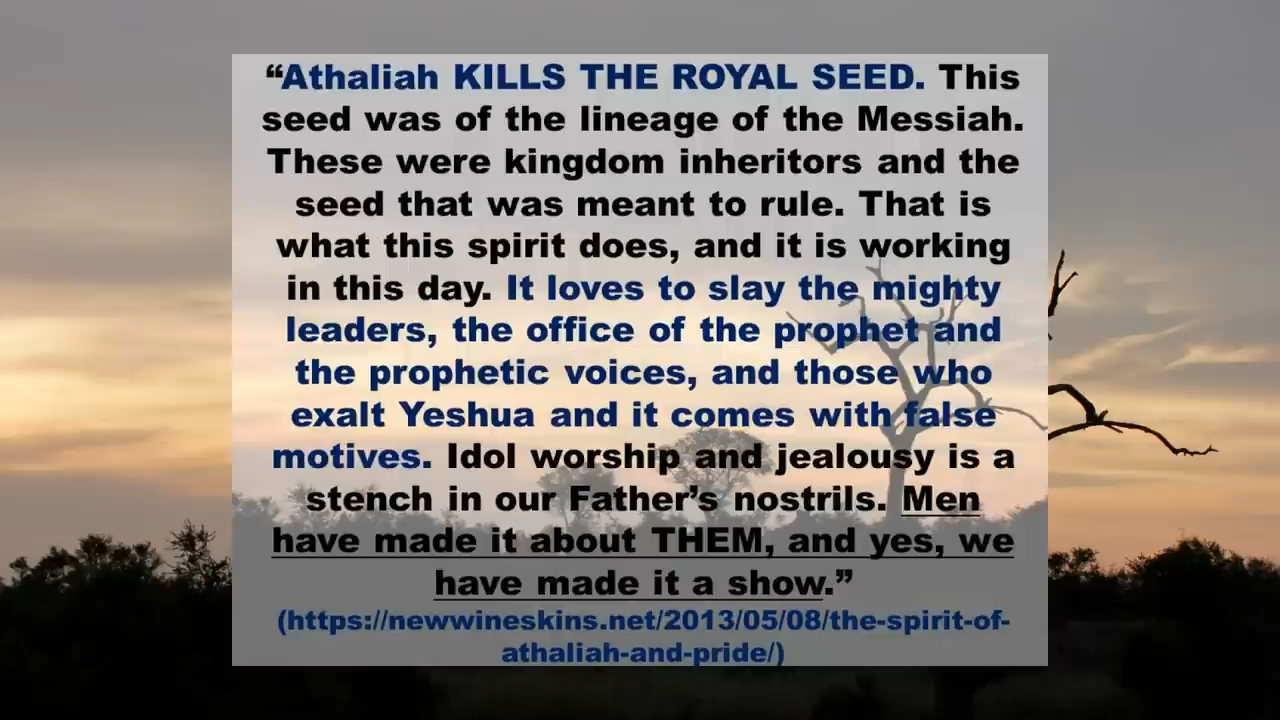 “Athaliah KILLS THE ROYAL SEED. This
seed was of the lineage of the Messiah.
These were kingdom inheritors and the
seed that was meant to rule. That is
what this spirit does, and it is working
in this day. It loves to slay the mighty
leaders, the office of the prophet and
the prophetic voices, and those who
exalt Yeshua and it comes with false
motives. Idol worship and jealousy is a
stench in our Father’s nostrils. Men
have made it about THEM, and yes, we
have made it a show.”
(https://newwineskins.net/2013/05/08/the-spirit-of-
athaliah-and-pride/)